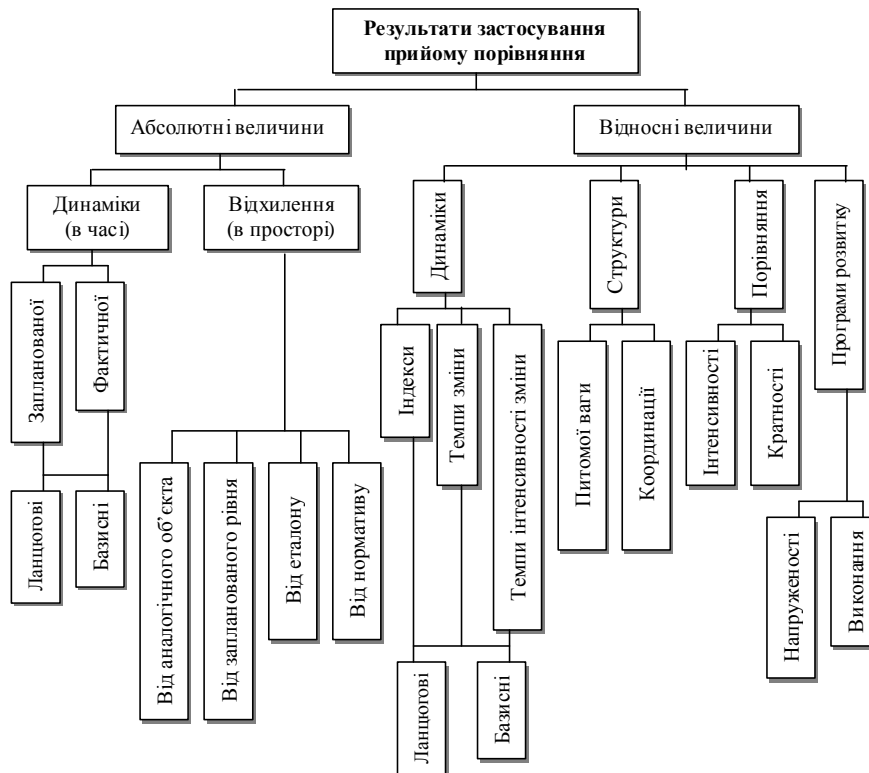 Результати застосування
прийому порівняння
Абсолютні величини
Відносні величини
Динаміки
(в часі)
Відхилення
(в просторі)
Динаміки
Структури
Порівняння
Програми розвитку
Запланованої
Фактичної
Індекси
Темпи зміни
Темпи інтенсивності зміни
Питомої ваги
Координації
Інтенсивності
Кратності
Ланцюгові
Базисні
Від аналогічного об’єкта
Від запланованого рівня
Від еталону
Від нормативу
Напруженості
Виконання
Ланцюгові
Базисні